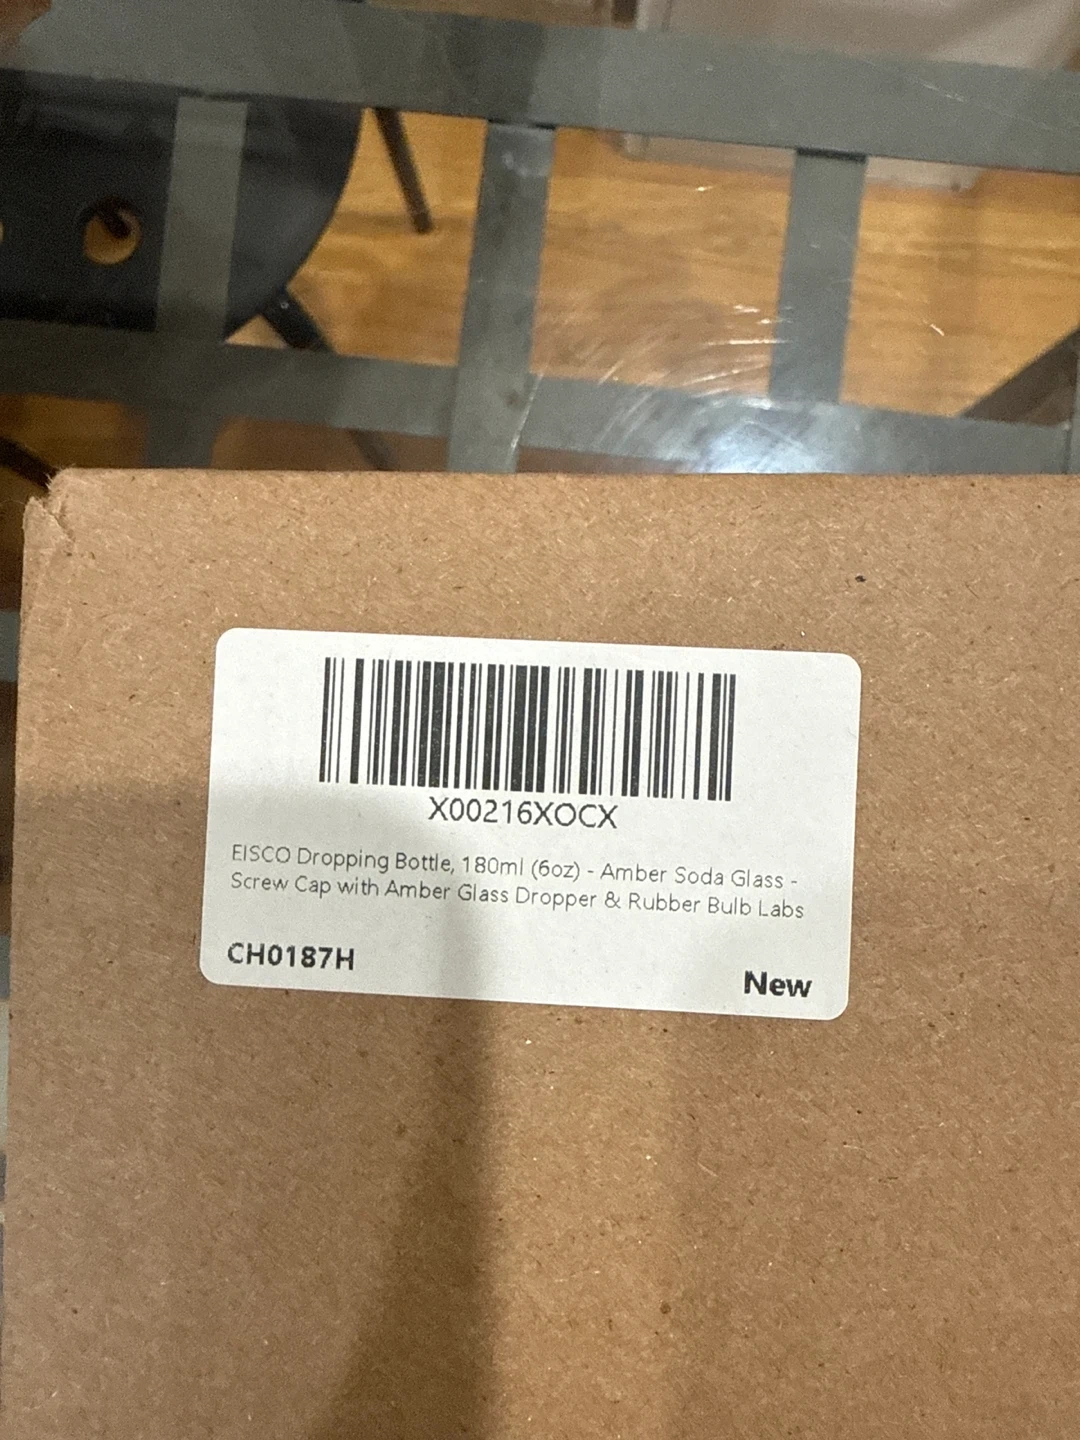 X00216XOCX
EISCO Dropping Bottle, 180ml (6oz) - Amber Soda Glass -
Screw Cap with Amber Glass Dropper & Rubber Bulb Labs
CH0187H
New